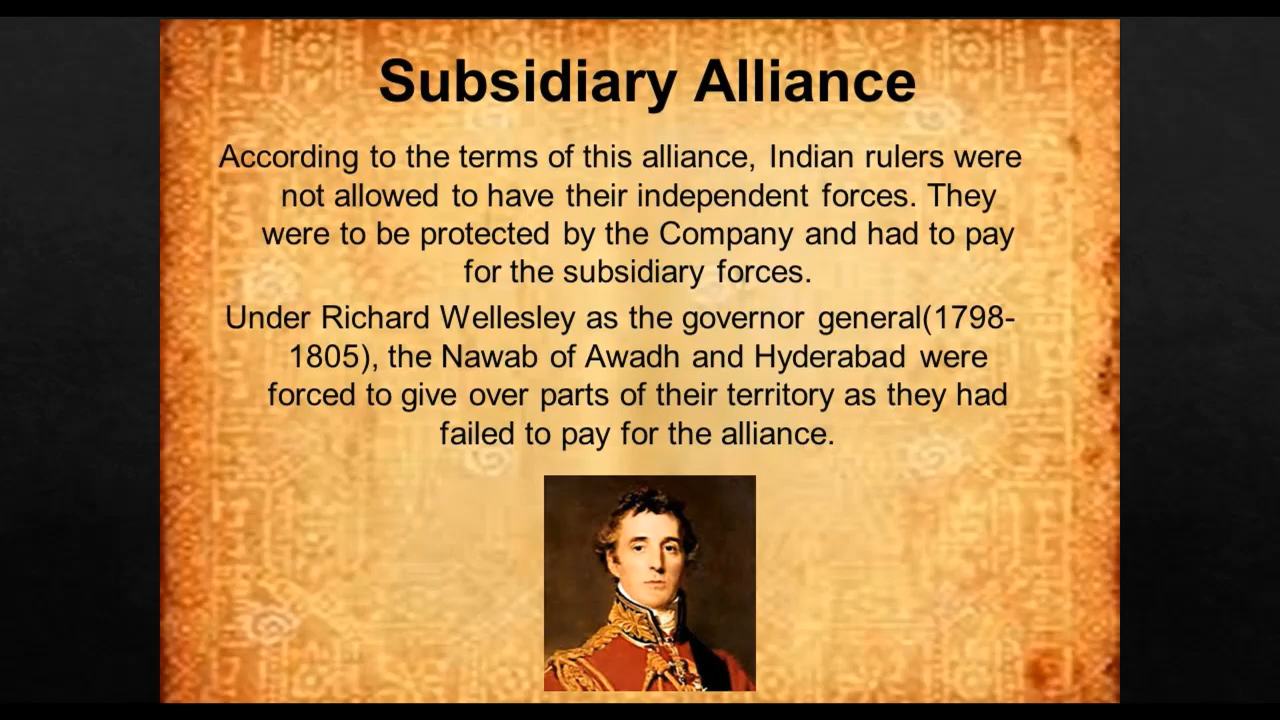 Subsidiary Alliance
According to the terms of this alliance, Indian rulers were
not allowed to have their independent forces. They
were to be protected by the Company and had to pay
for the subsidiary forces.
Under Richard Wellesley as the governor general(1798-
1805), the Nawab of Awadh and Hyderabad were
forced to give over parts of their territory as they had
failed to pay for the alliance.